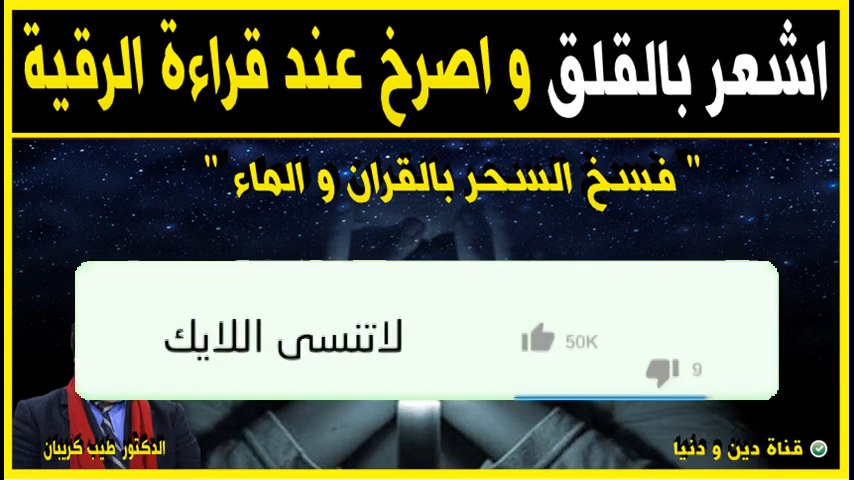 اشعر بالقلق و اصرخ عند قراءة الرقية
" فسخ السحر بالقران و الماء "
لاتنسى اللايك
50K
9
قناة دين و دنيا
الدكتور طيب كريبان